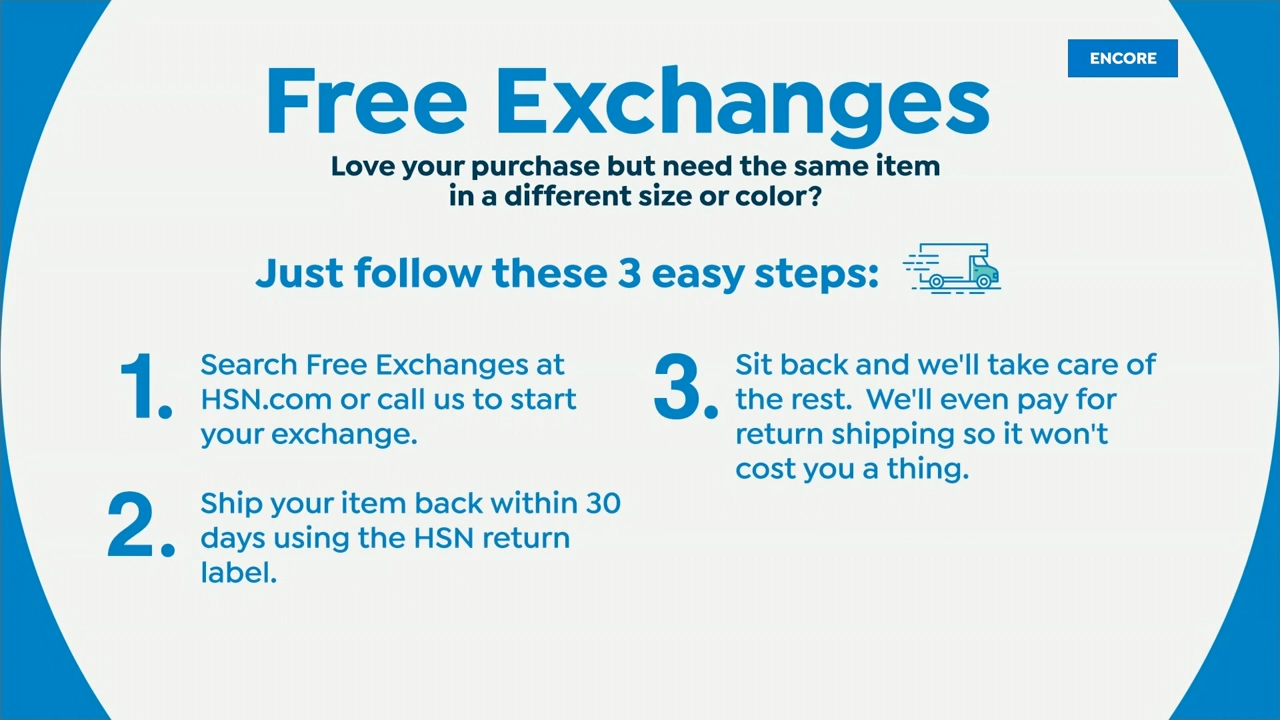 ENCORE
Free Exchanges
Love your purchase but need the same item
in a different size or color?
Just follow these 3 easy steps:
1. Search Free Exchanges at
HSN.com or call us to start
your exchange.
2. Ship your item back within 30
days using the HSN return
label.
3. Sit back and we'll take care of
the rest.  We'll even pay for
return shipping so it won't
cost you a thing.